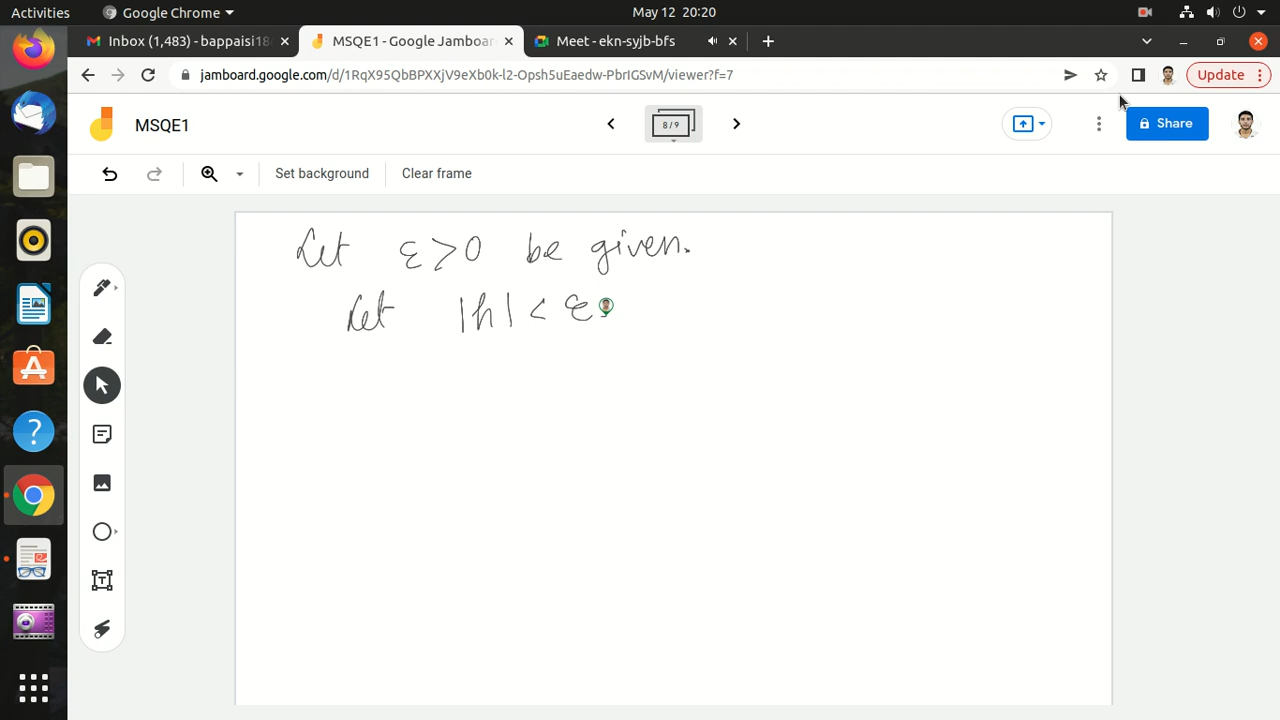 Activities Google Chrome May 12 20:20
Inbox (1,483) - bappaisi18 MSQE1 - Google Jamboar Meet - ekn-syjb-bfs
jamboard.google.com/d/1RqX95QbBPXXjV9eXb0k-l2-Opsh5uEaedw-PbrIGSvM/viewer?f=7 Update
MSQE1 8/9 Share
Set background Clear frame
Let ε>0 be given.
Let |h| < ε